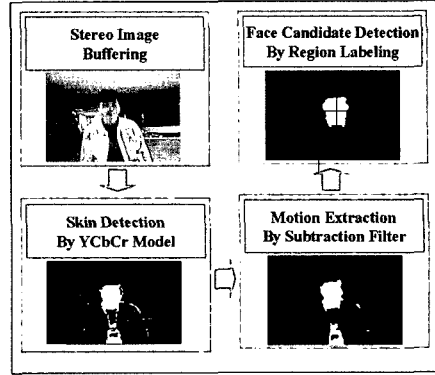 Stereo Image
Buffering
Skin Detection
By YCbCr Model
Motion Extraction
By Subtraction Filter
Face Candidate Detection
By Region Labeling